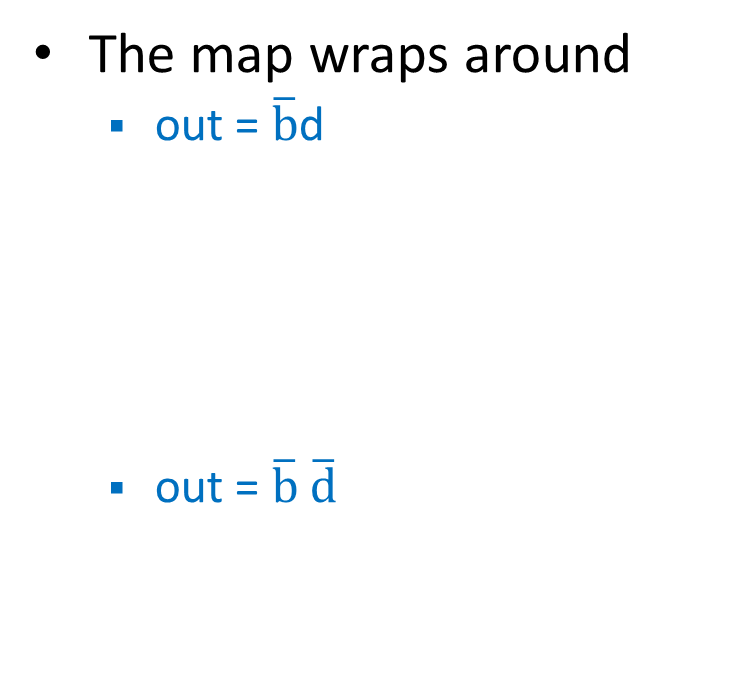 • The map wraps around
▪ out = b̅d
▪ out = b̅ d̅